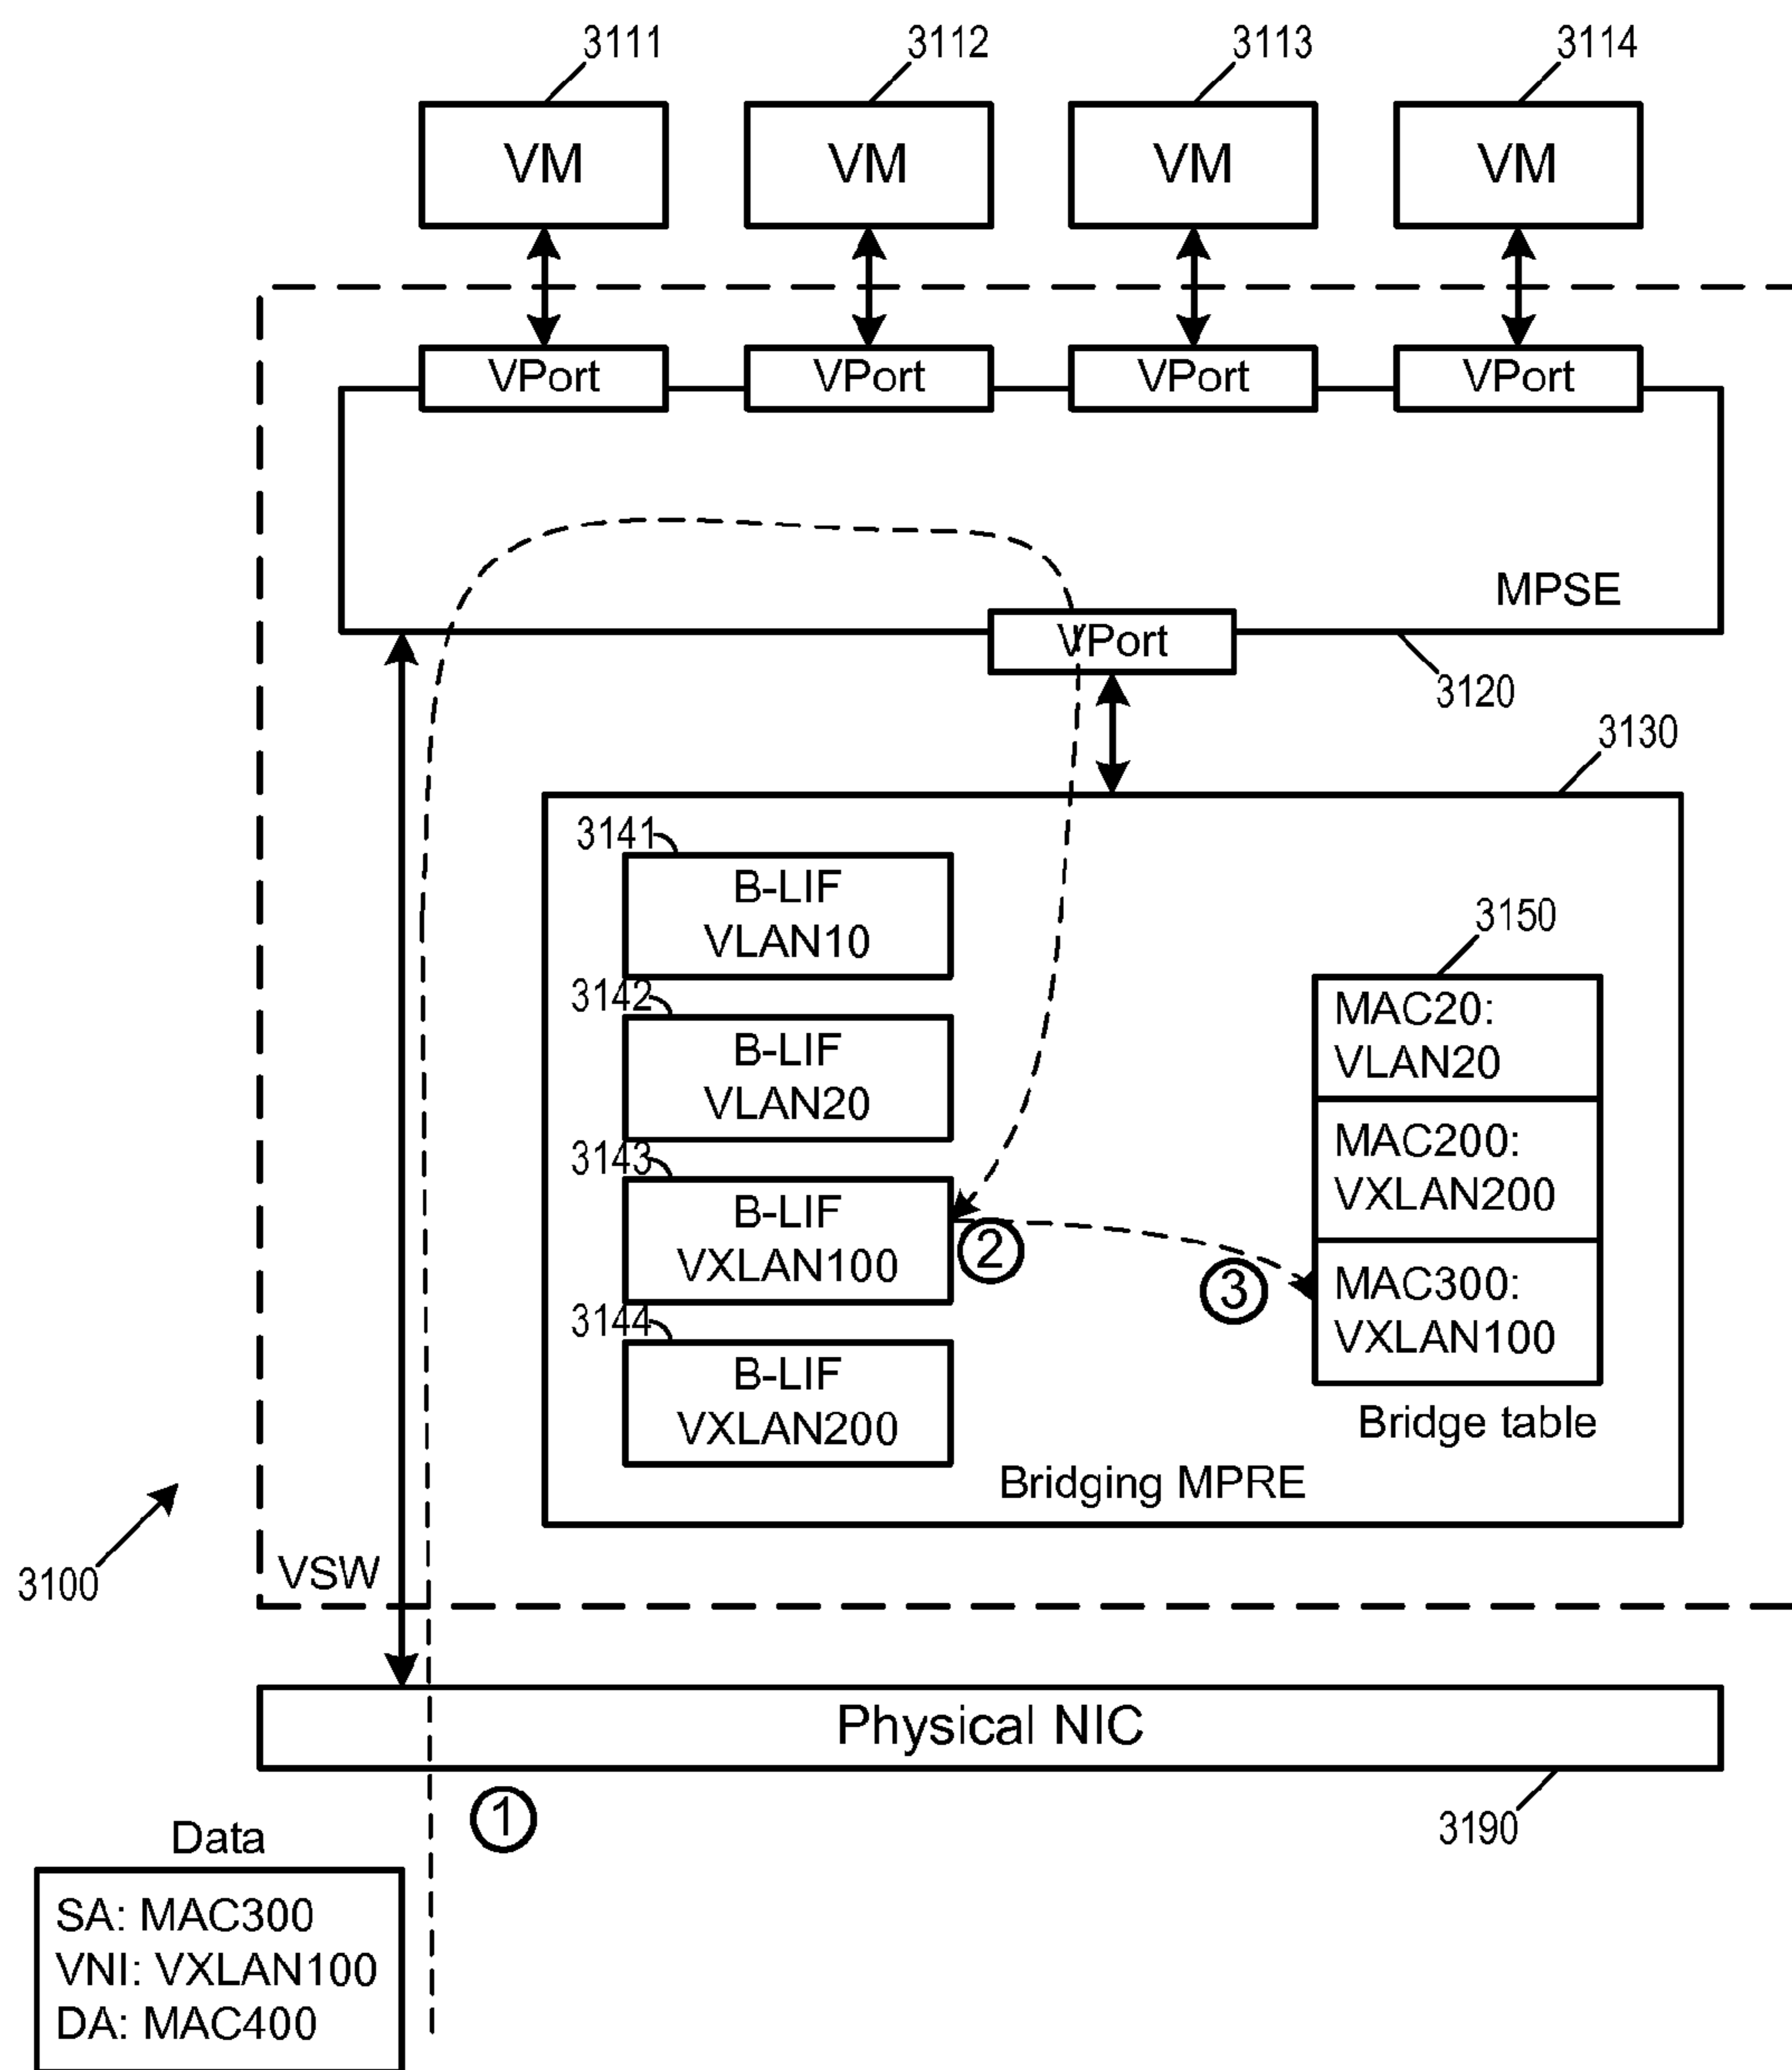 3111
3112
3113
3114
VM
VM
VM
VM
VPort
VPort
VPort
VPort
MPSE
VPort
3120
3130
3141
B-LIF
VLAN10
3142
B-LIF
VLAN20
3143
B-LIF
VXLAN100
3144
B-LIF
VXLAN200
2
3
3150
MAC20:
VLAN20
MAC200:
VXLAN200
MAC300:
VXLAN100
Bridge table
Bridging MPRE
3100
VSW
Physical NIC
1
3190
Data
SA: MAC300
VNI: VXLAN100
DA: MAC400